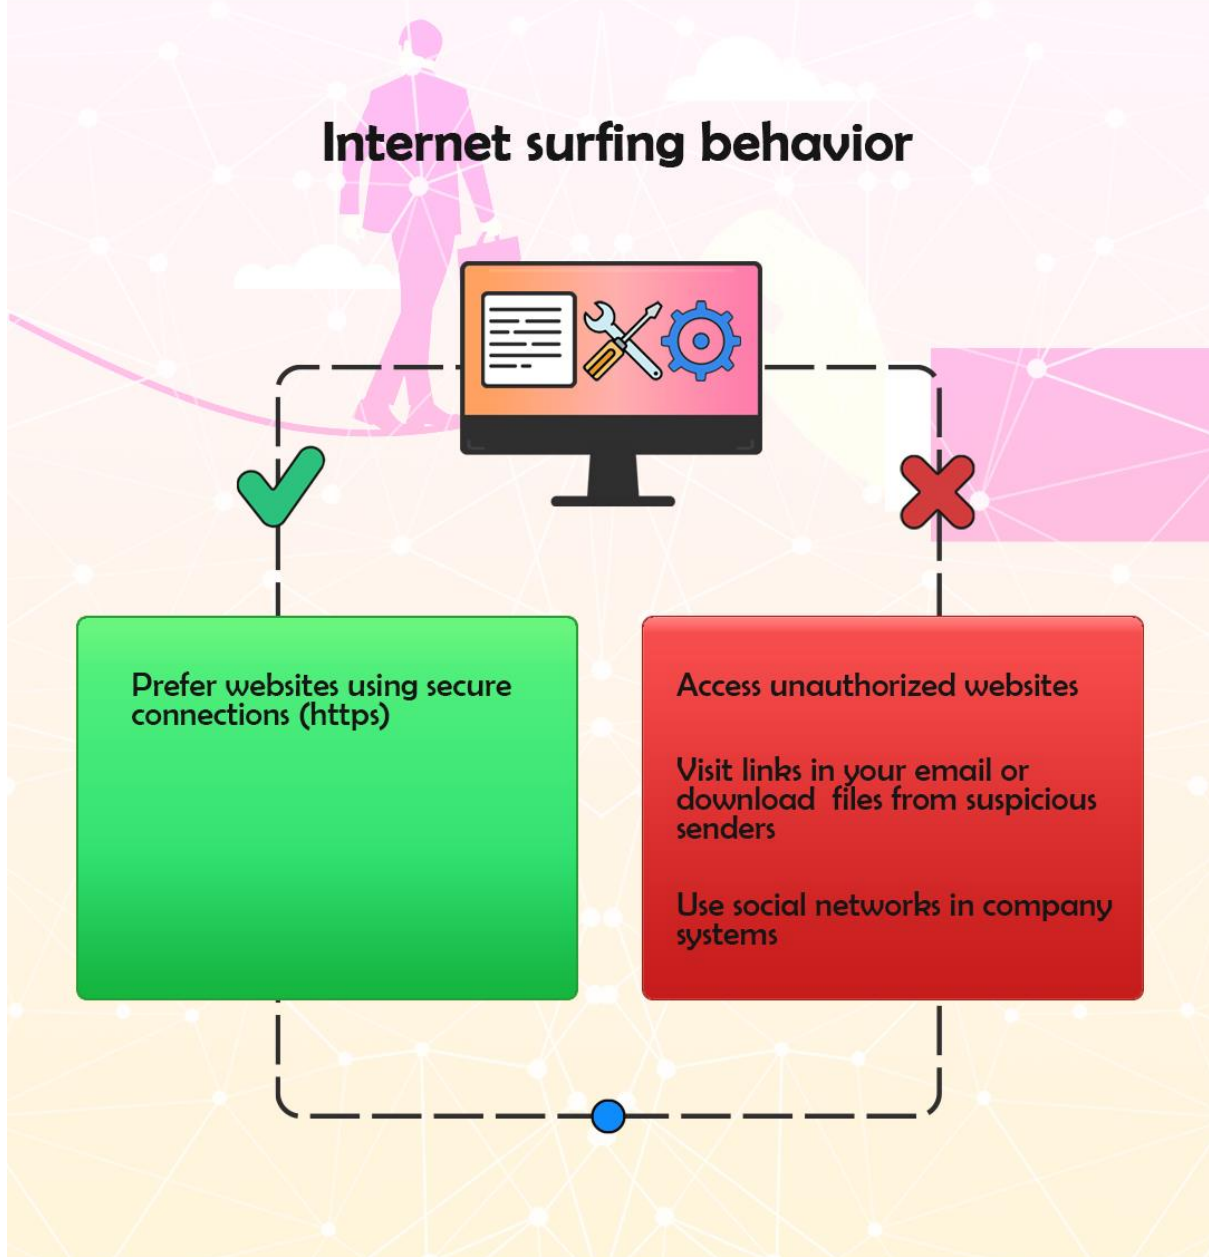 Internet surfing behavior
Prefer websites using secure
connections (https)
Access unauthorized websites
Visit links in your email or
download  files from suspicious
senders
Use social networks in company
systems